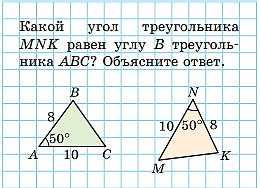 Какой угол треугольника
MNK равен углу B треуголь-
ника ABC? Объясните ответ.
B
N
8
50°
10
50°
8
A
10
C
M
K